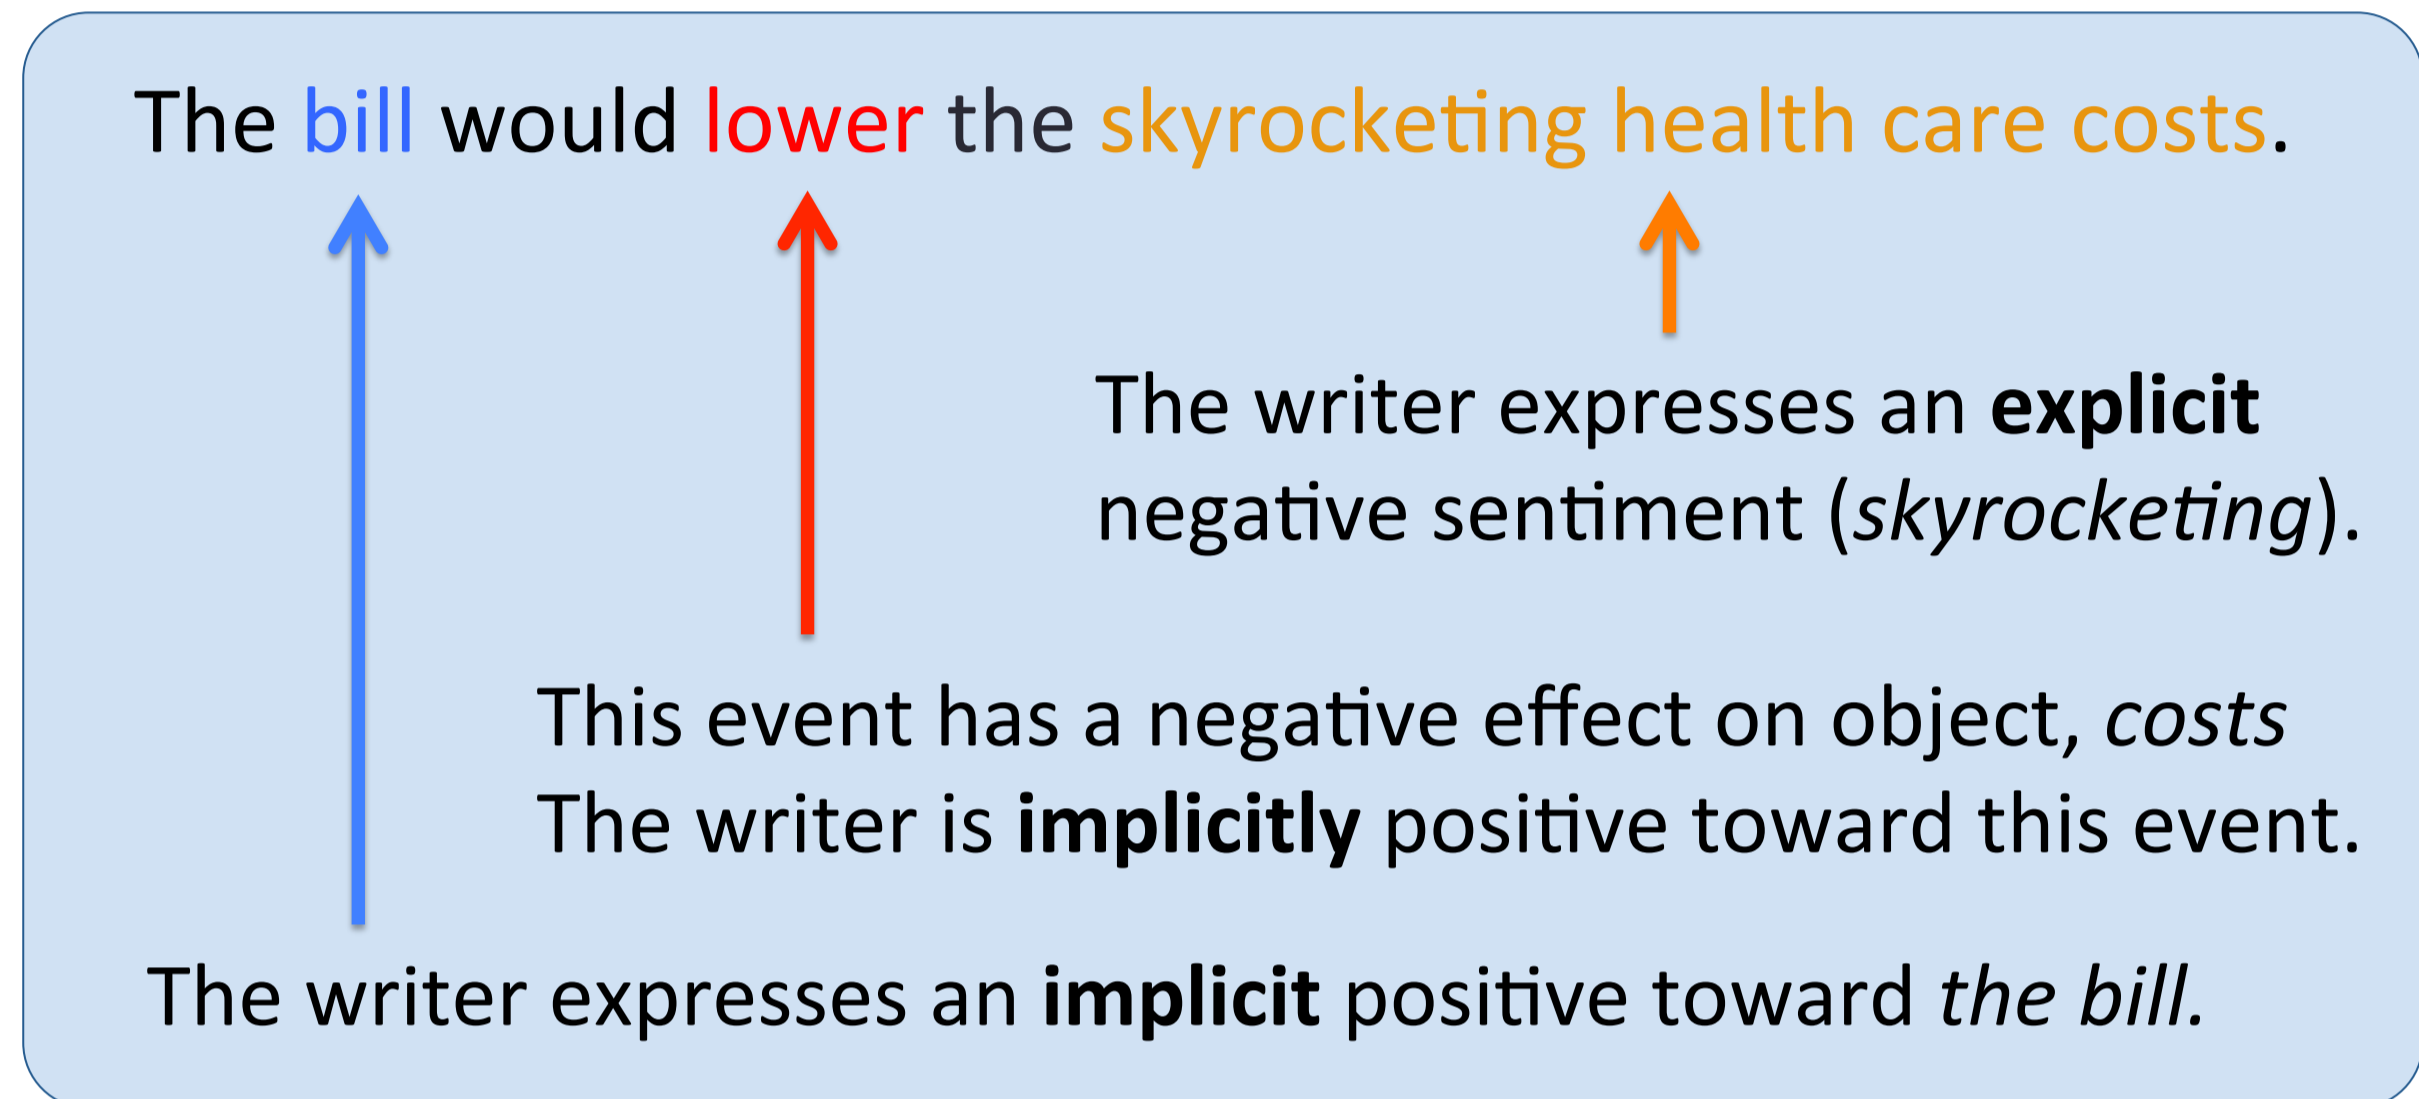 The bill would lower the skyrocketing health care costs.
The writer expresses an explicit
negative sentiment (skyrocketing).
This event has a negative effect on object, costs
The writer is implicitly positive toward this event.
The writer expresses an implicit positive toward the bill.